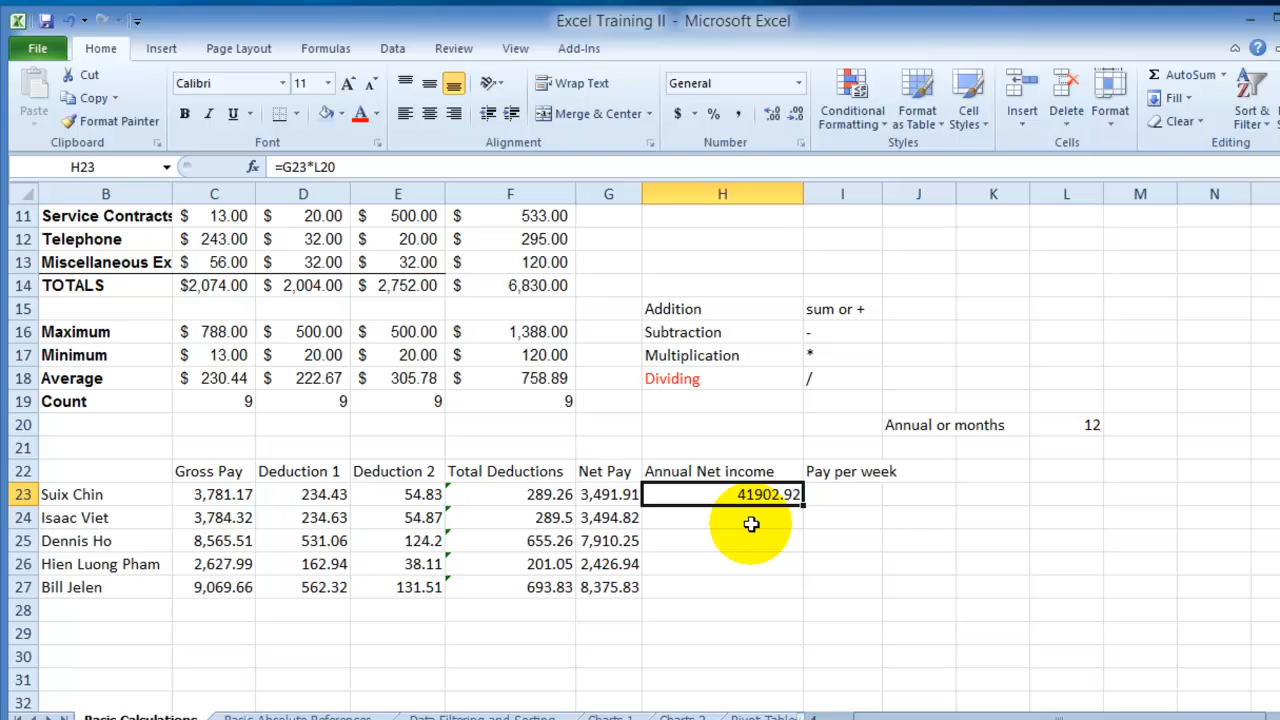 Excel Training II - Microsoft Excel
File Home Insert Page Layout Formulas Data Review View Add-Ins
Cut
Copy
Format Painter
Paste
Clipboard
Calibri 11
B I U
Font
Wrap Text
Merge & Center
Alignment
General
$ % ,
Number
Conditional Formatting
Format as Table
Cell Styles
Styles
Insert Delete Format
Cells
Σ AutoSum
Fill
Clear
Sort & Filter
Editing
H23 fx =G23*L20
B C D E F G H I J K L M N
11 Service Contracts $ 13.00 $ 20.00 $ 500.00 $ 533.00
12 Telephone $ 243.00 $ 32.00 $ 20.00 $ 295.00
13 Miscellaneous Ex $ 56.00 $ 32.00 $ 32.00 $ 120.00
14 TOTALS $2,074.00 $ 2,004.00 $ 2,752.00 $ 6,830.00
15 Addition sum or +
16 Maximum $ 788.00 $ 500.00 $ 500.00 $ 1,388.00 Subtraction -
17 Minimum $ 13.00 $ 20.00 $ 20.00 $ 120.00 Multiplication *
18 Average $ 230.44 $ 222.67 $ 305.78 $ 758.89 Dividing /
19 Count 9 9 9 9
20 Annual or months 12
21
22 Gross Pay Deduction 1 Deduction 2 Total Deductions Net Pay Annual Net income Pay per week
23 Suix Chin 3,781.17 234.43 54.83 289.26 3,491.91 41902.92
24 Isaac Viet 3,784.32 234.63 54.87 289.5 3,494.82
25 Dennis Ho 8,565.51 531.06 124.2 655.26 7,910.25
26 Hien Luong Pham 2,627.99 162.94 38.11 201.05 2,426.94
27 Bill Jelen 9,069.66 562.32 131.51 693.83 8,375.83
28
29
30
31
32
Basic Calculations Basic Absolute References Data Filtering and Sorting Charts 1 Charts 2 Pivot Table